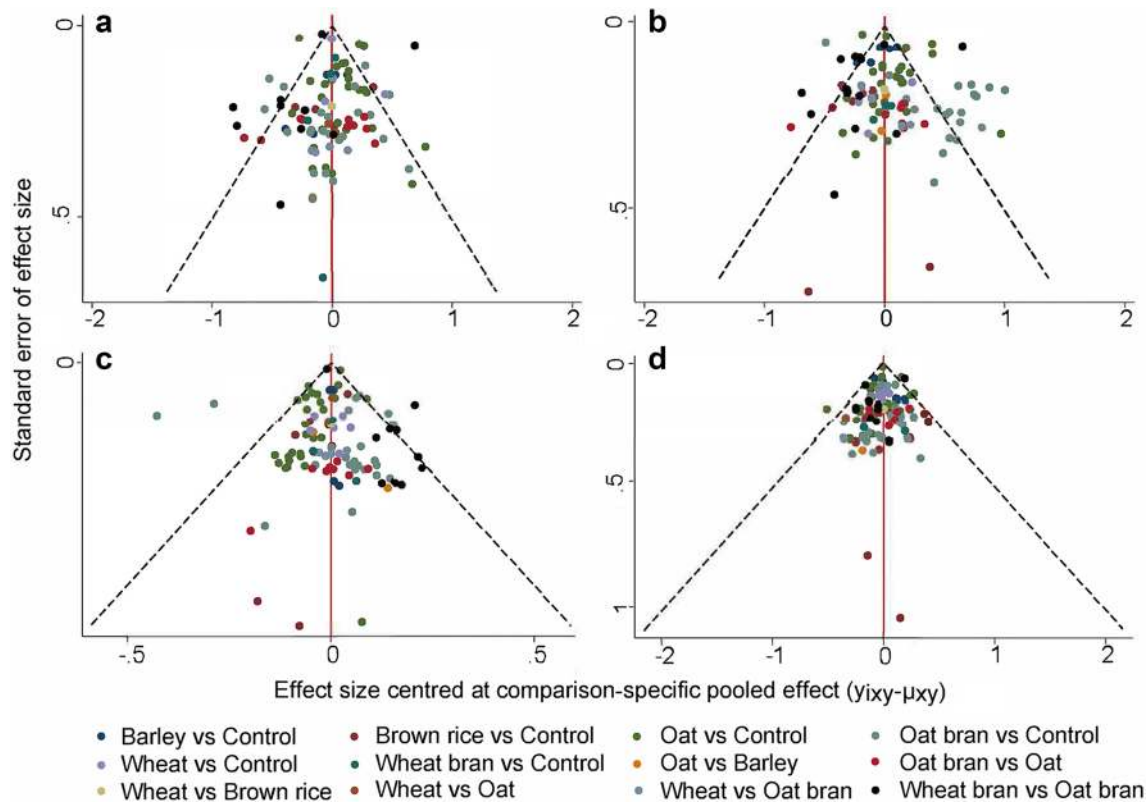 a
b
0
0
.5
.5
-2
-1
0
1
2
-2
-1
0
1
2
Standard error of effect size
c
d
0
0
.5
1
-.5
0
.5
-2
-1
0
1
2
Effect size centred at comparison-specific pooled effect (yixy-μxy)
Barley vs Control
Brown rice vs Control
Oat vs Control
Oat bran vs Control
Wheat vs Control
Wheat bran vs Control
Oat vs Barley
Oat bran vs Oat
Wheat vs Brown rice
Wheat vs Oat
Wheat vs Oat bran
Wheat bran vs Oat bran